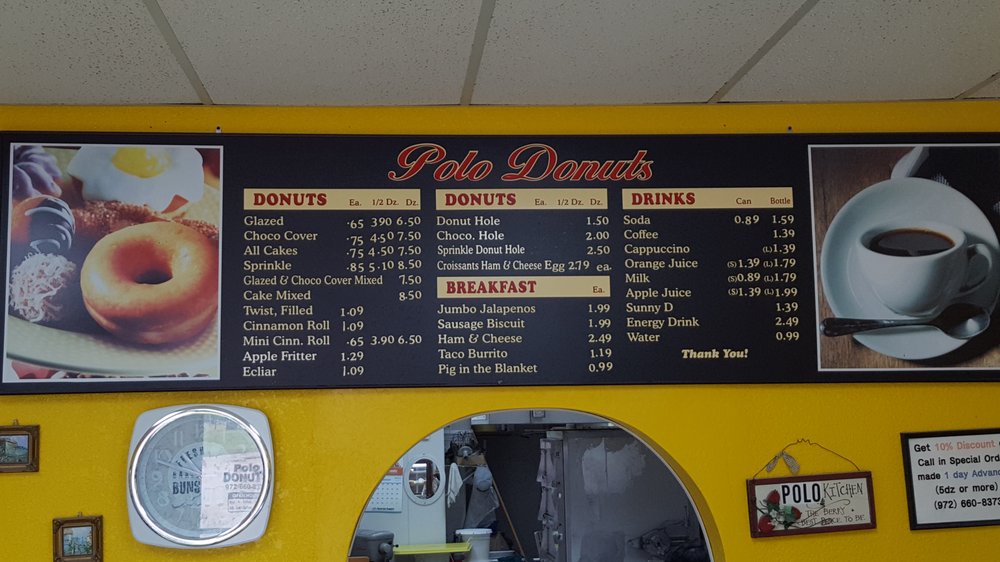 Polo Donuts
DONUTS Ea. 1/2 Dz. Dz.
Glazed .65 3.90 6.50
Choco Cover .75 4.50 7.50
All Cakes .75 4.50 7.50
Sprinkle .85 5.10 8.50
Glazed & Choco Cover Mixed 7.50
Cake Mixed 8.50
Twist, Filled 1.09
Cinnamon Roll 1.09
Mini Cinn. Roll .65 3.90 6.50
Apple Fritter 1.29
Ecliar 1.09
DONUTS Ea. 1/2 Dz. Dz.
Donut Hole 1.50
Choco. Hole 2.00
Sprinkle Donut Hole 2.50
Croissants Ham & Cheese Egg 2.79 ea.
BREAKFAST Ea.
Jumbo Jalapenos 1.99
Sausage Biscuit 1.99
Ham & Cheese 2.49
Taco Burrito 1.19
Pig in the Blanket 0.99
DRINKS Can Bottle
Soda 0.89 1.59
Coffee 1.39
Cappuccino (L)1.39
Orange Juice (S)1.39 (L)1.79
Milk (S)0.89 (L)1.79
Apple Juice (S)1.39 (L)1.99
Sunny D 1.39
Energy Drink 2.49
Water 0.99
Thank You!
FRESH
BUNS
Polo
DONUT
POLO KITCHEN
THE BERRY
BEST PLACE TO BE
Get 10% Discount
Call in Special Ord
made 1 day Advanc
(5dz or more)
(972) 660-8373